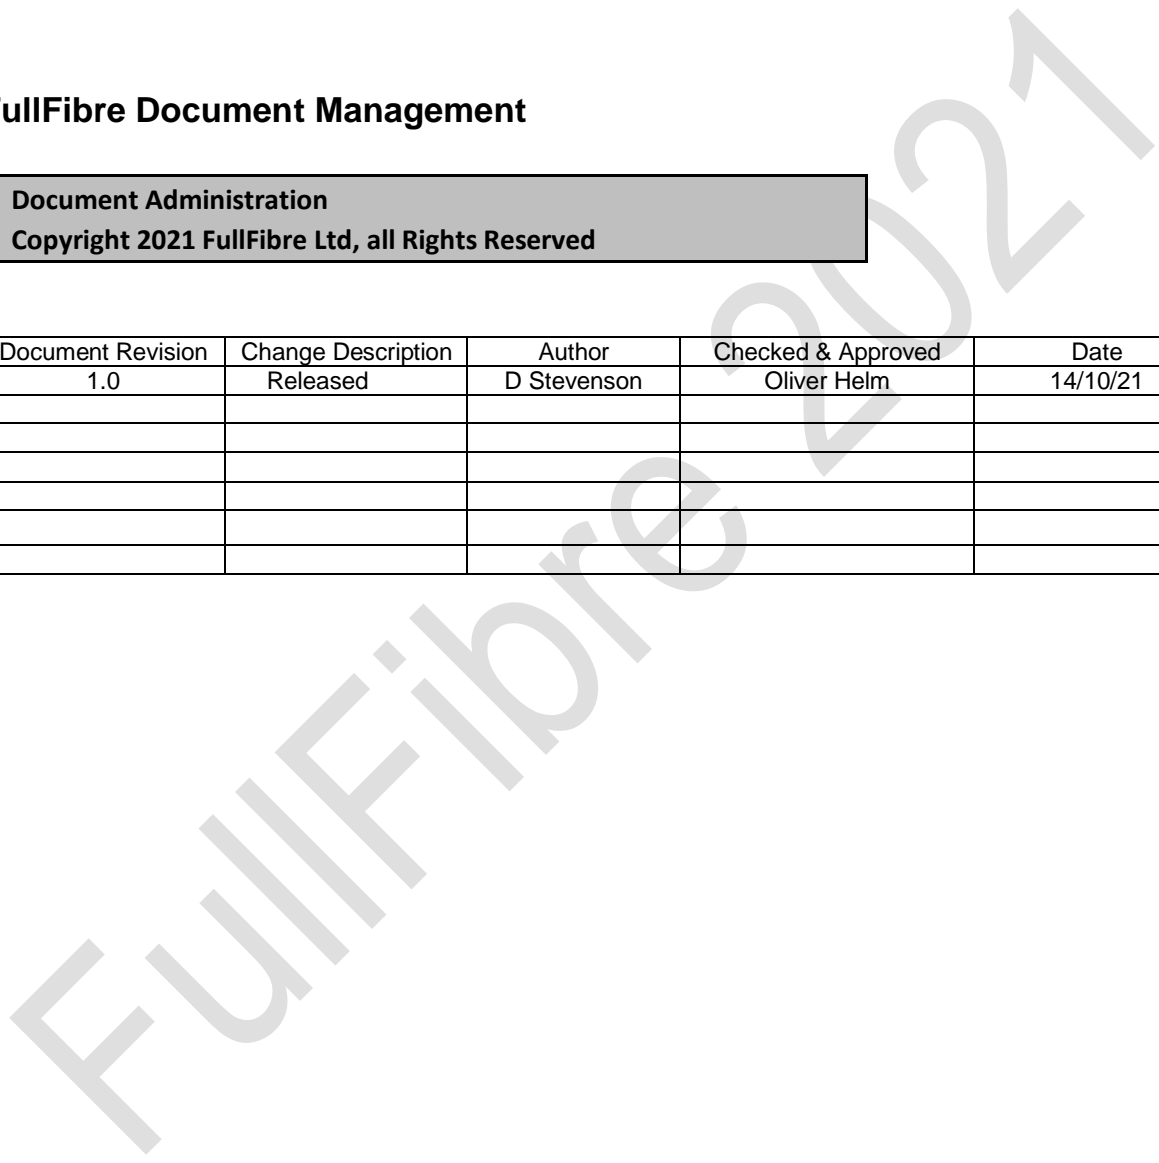 ullFibre Document Management
Document Administration
Copyright 2021 FullFibre Ltd, all Rights Reserved
Document Revision Change Description Author Checked & Approved Date
1.0 Released D Stevenson Oliver Helm 14/10/21
FullFibre 2021